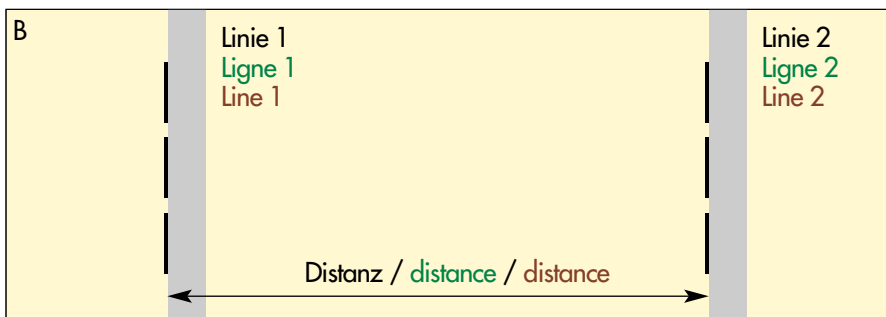 B
Linie 1
Ligne 1
Line 1
Linie 2
Ligne 2
Line 2
Distanz / distance / distance